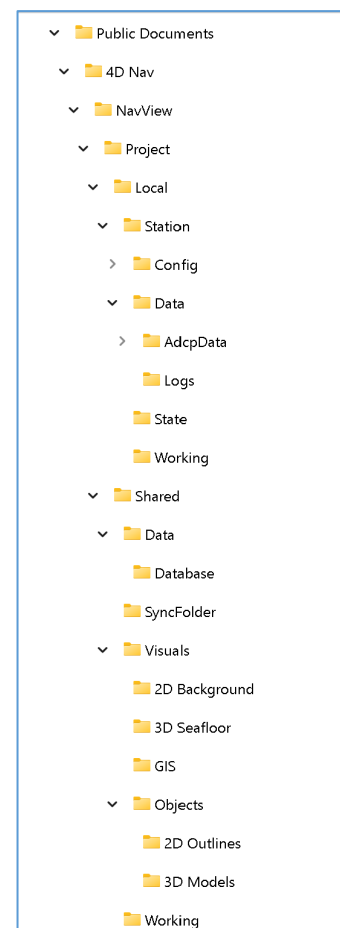 Public Documents
4D Nav
NavView
Project
Local
Station
Config
Data
AdcpData
Logs
State
Working
Shared
Data
Database
SyncFolder
Visuals
2D Background
3D Seafloor
GIS
Objects
2D Outlines
3D Models
Working